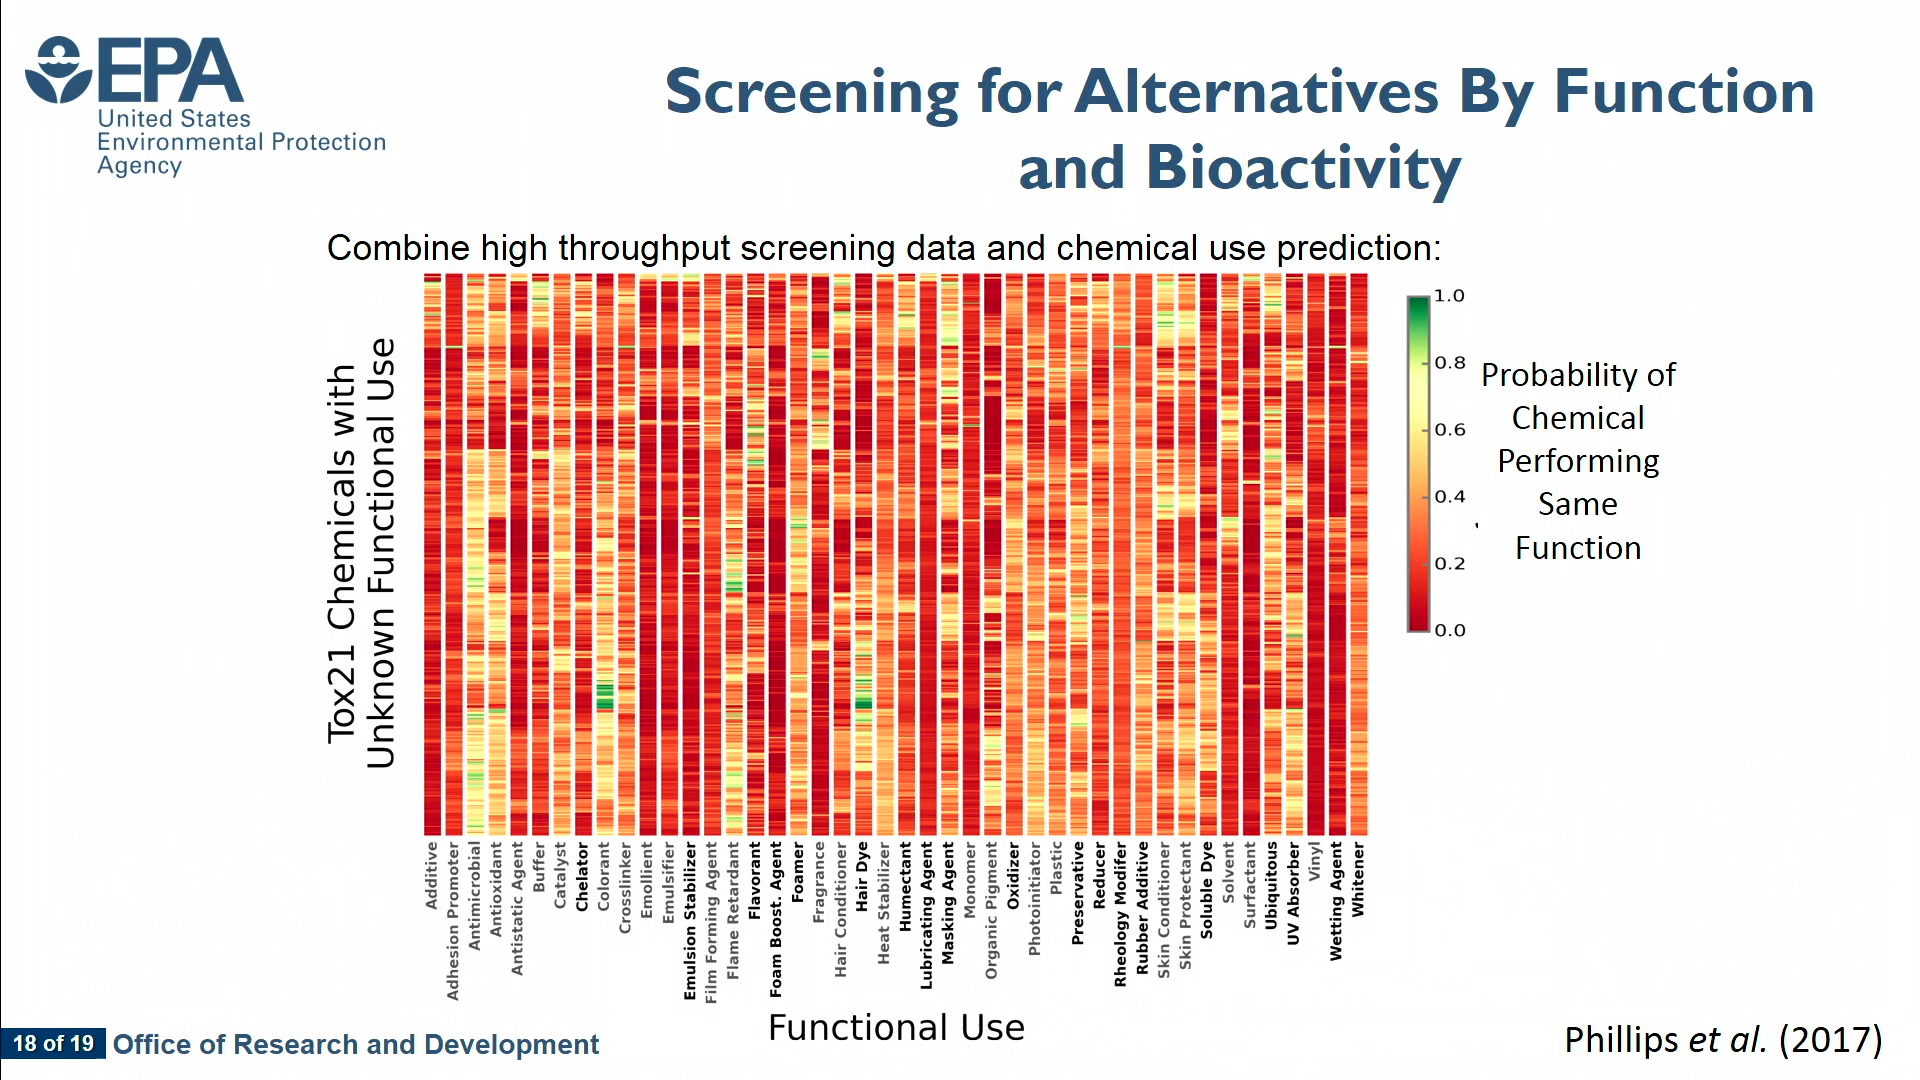 EPA
United States
Environmental Protection
Agency
Screening for Alternatives By Function
and Bioactivity
Combine high throughput screening data and chemical use prediction:
Tox21 Chemicals with
Unknown Functional Use
1.0
0.8
0.6
0.4
0.2
0.0
Probability of
Chemical
Performing
Same
Function
Additive
Adhesion Promoter
Antimicrobial
Antioxidant
Antistatic Agent
Buffer
Catalyst
Chelator
Colorant
Crosslinker
Emollient
Emulsifier
Emulsion Stabilizer
Film Forming Agent
Flame Retardant
Flavorant
Foam Boost. Agent
Foamer
Fragrance
Hair Conditioner
Hair Dye
Heat Stabilizer
Humectant
Lubricating Agent
Masking Agent
Monomer
Organic Pigment
Oxidizer
Photoinitiator
Plastic
Preservative
Reducer
Rheology Modifer
Rubber Additive
Skin Conditioner
Skin Protectant
Soluble Dye
Solvent
Surfactant
Ubiquitous
UV Absorber
Vinyl
Wetting Agent
Whitener
Functional Use
18 of 19
Office of Research and Development
Phillips et al. (2017)